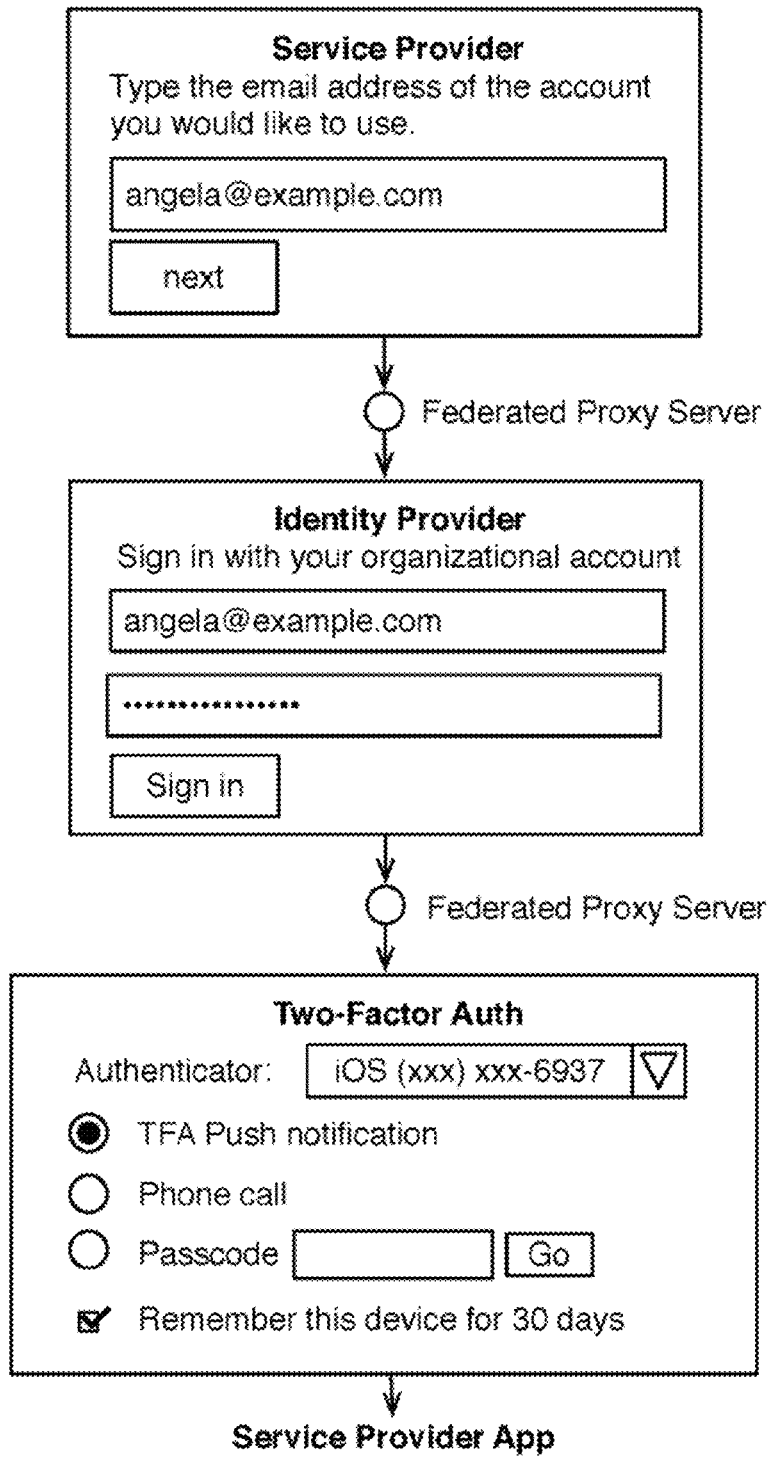 Service Provider
Type the email address of the account
you would like to use.
angela@example.com
next
Federated Proxy Server
Identity Provider
Sign in with your organizational account
angela@example.com
••••••••••••••••
Sign in
Federated Proxy Server
Two-Factor Auth
Authenticator: iOS (xxx) xxx-6937
TFA Push notification
Phone call
Passcode Go
Remember this device for 30 days
Service Provider App